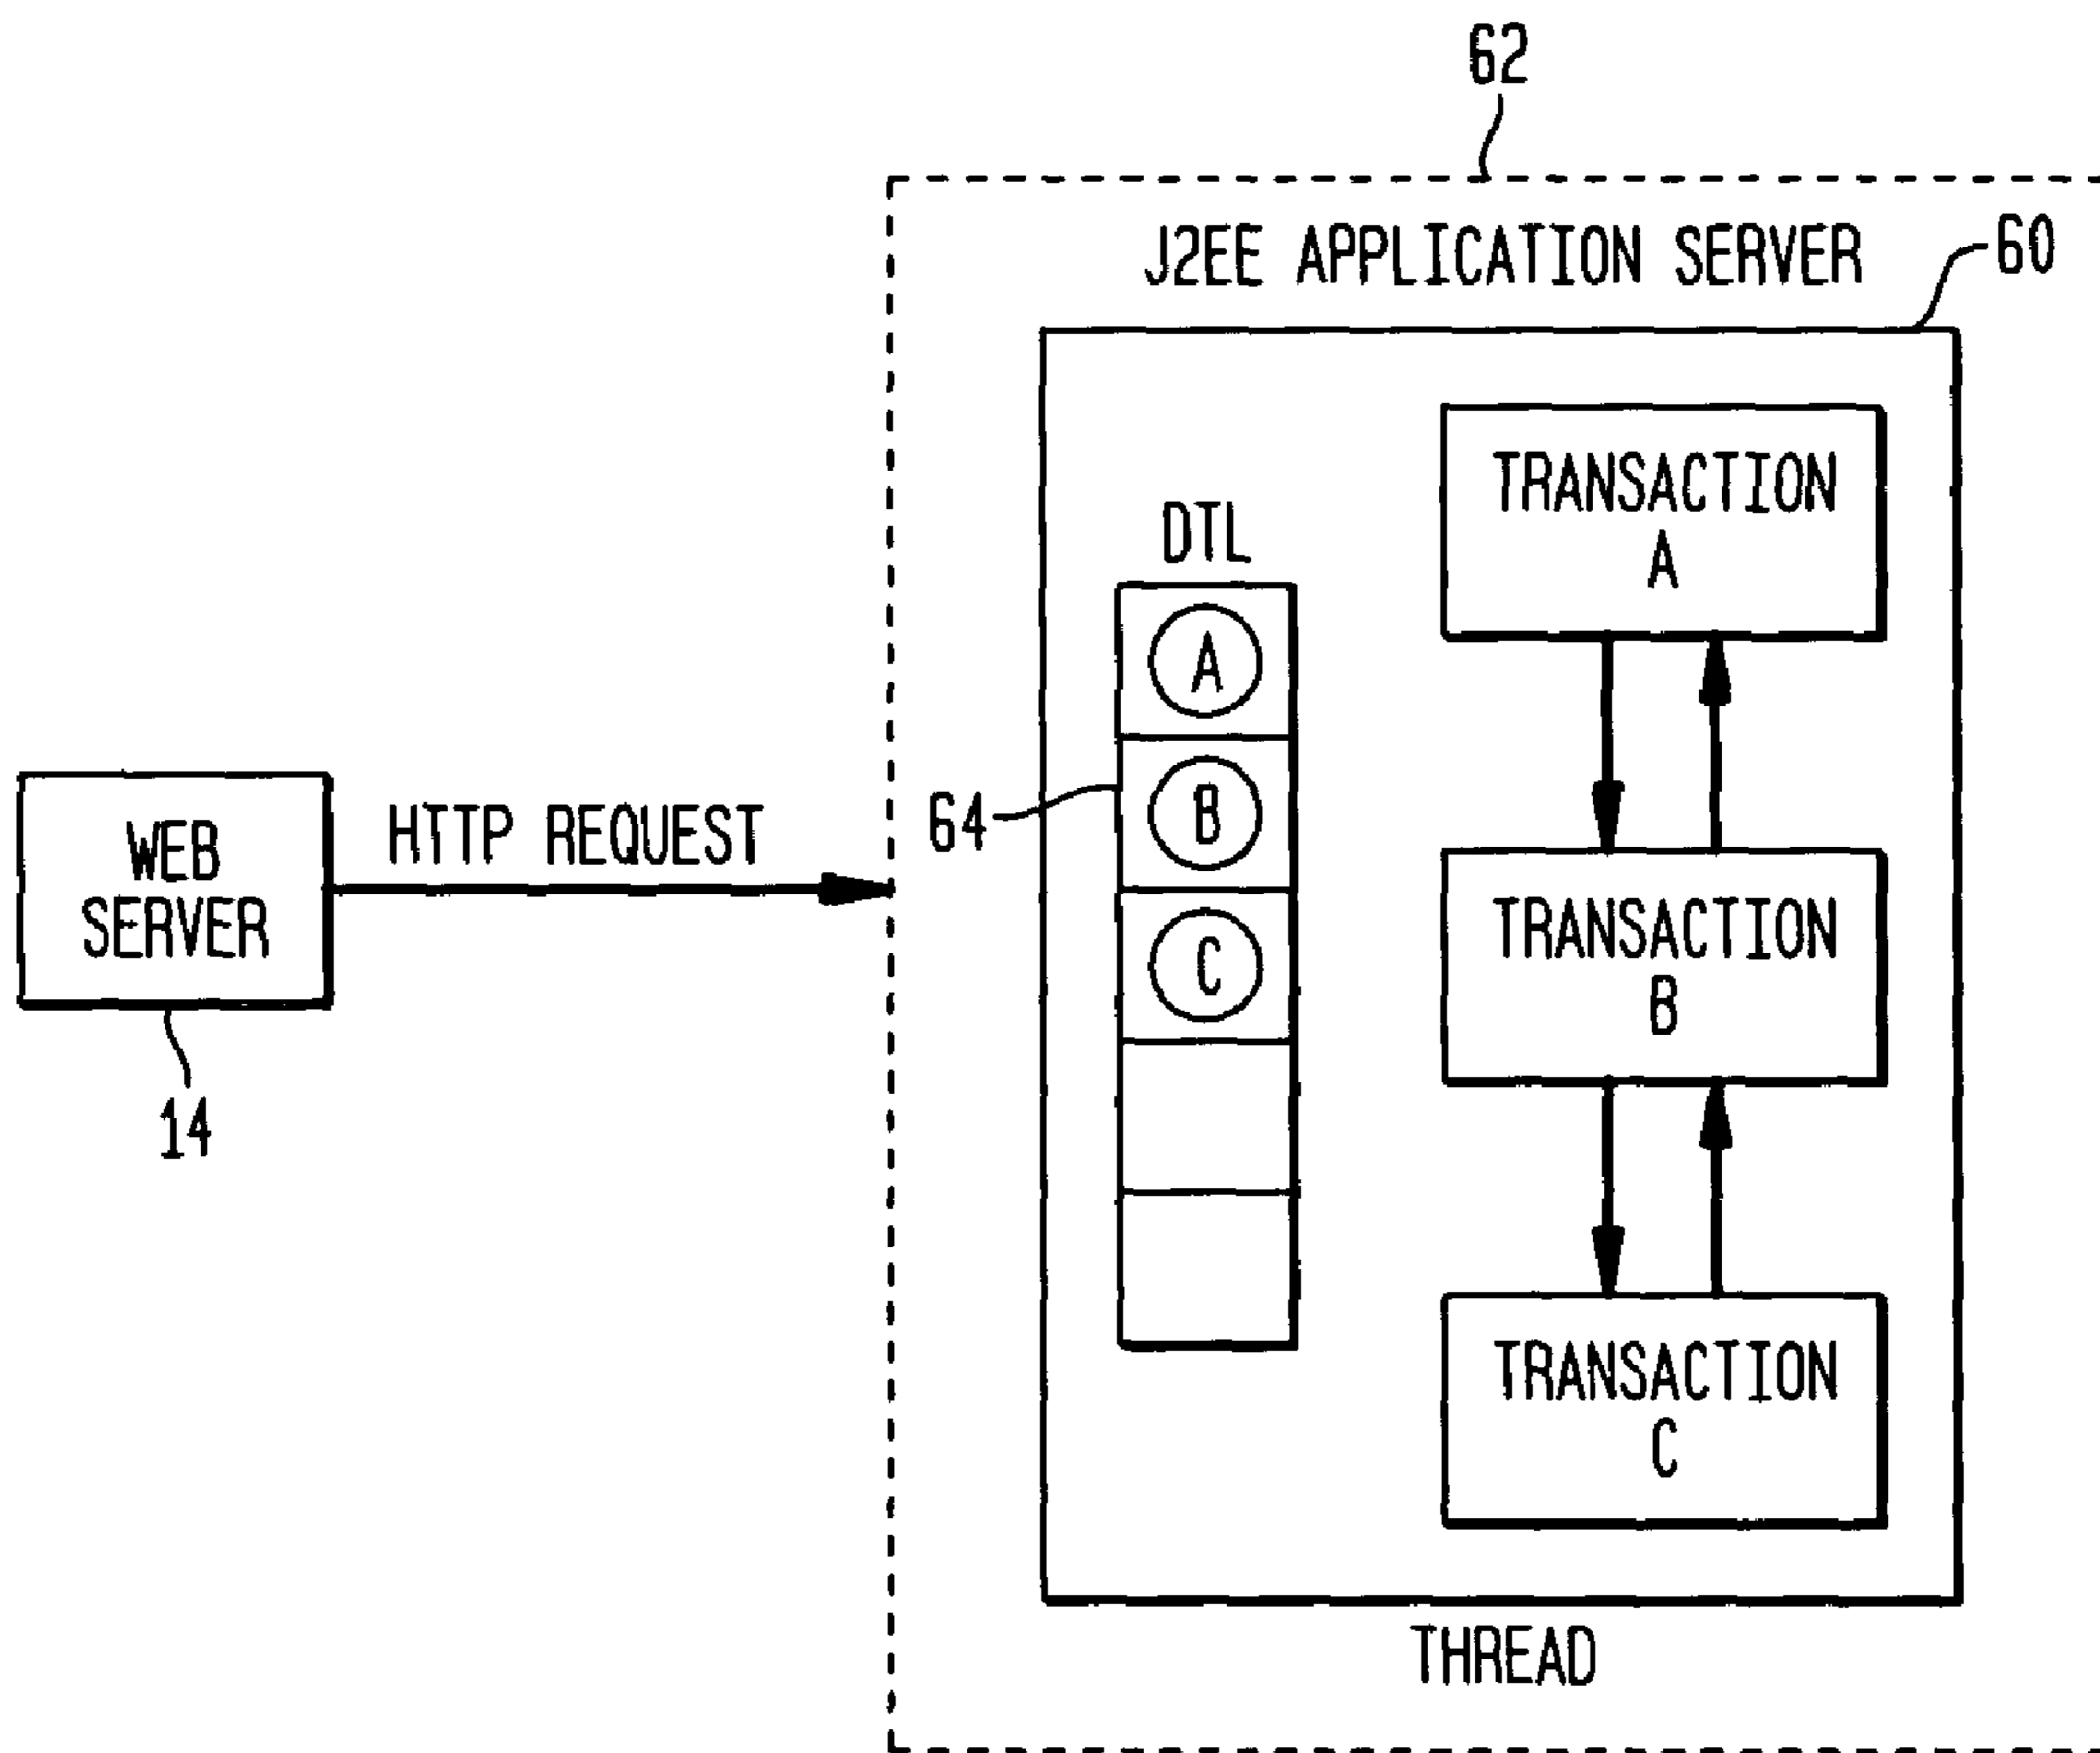 62
J2EE APPLICATION SERVER
60
TRANSACTION
A
DTL
A
B
C
64
WEB
SERVER
HTTP REQUEST
14
TRANSACTION
B
TRANSACTION
C
THREAD